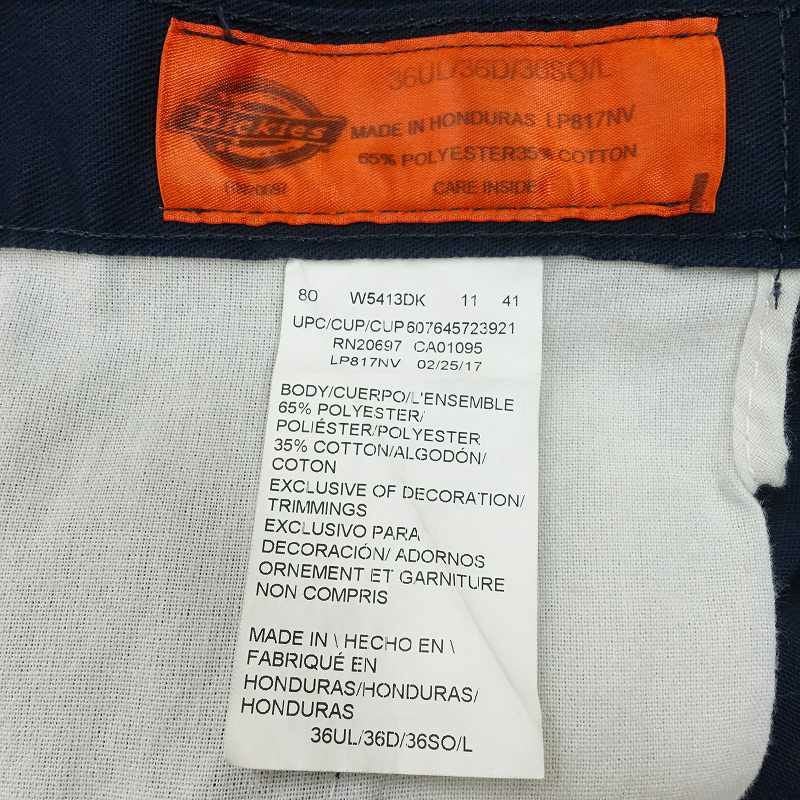 36UL/36D/36SO/L
Dickies
MADE IN HONDURAS LP817NV
65% POLYESTER35% COTTON
RN20697
CARE INSIDE
80 W5413DK 11 41
UPC/CUP/CUP607645723921
RN20697 CA01095
LP817NV 02/25/17
BODY/CUERPO/L'ENSEMBLE
65% POLYESTER/
POLIÉSTER/POLYESTER
35% COTTON/ALGODÓN/
COTON
EXCLUSIVE OF DECORATION/
TRIMMINGS
EXCLUSIVO PARA
DECORACIÓN/ ADORNOS
ORNEMENT ET GARNITURE
NON COMPRIS
MADE IN \ HECHO EN \
FABRIQUÉ EN
HONDURAS/HONDURAS/
HONDURAS
36UL/36D/36SO/L